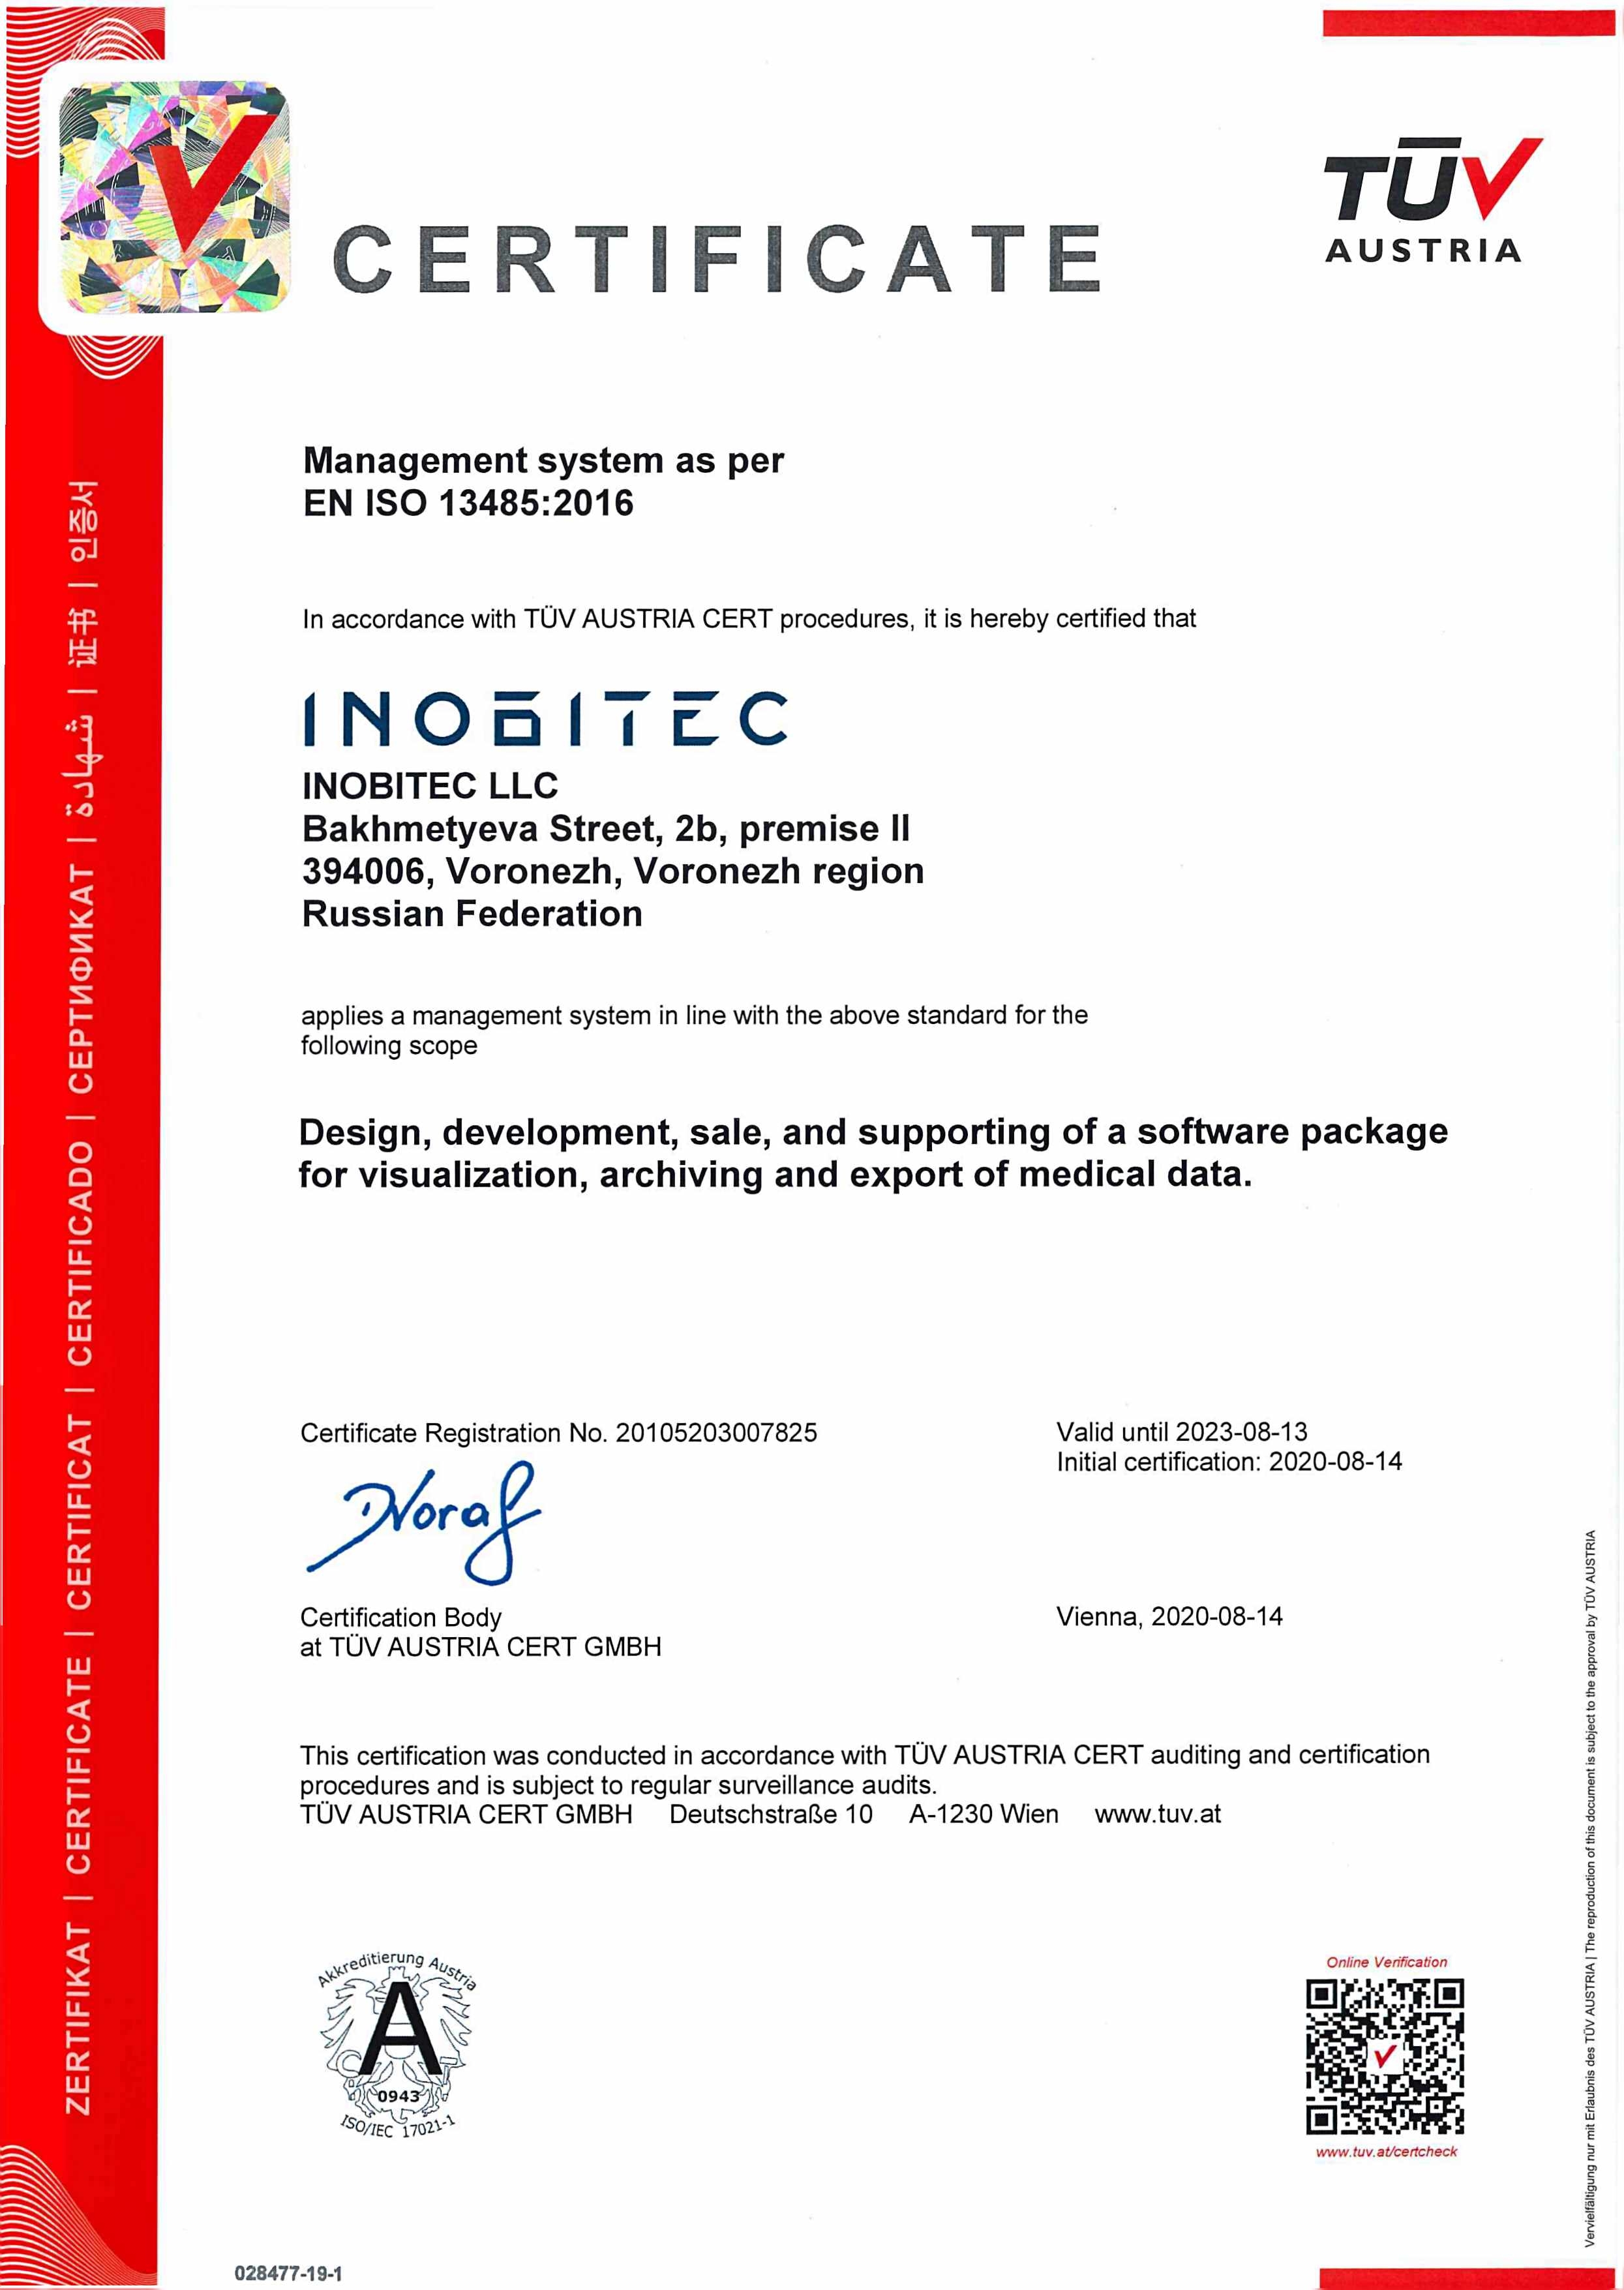 CERTIFICATE
TÜV
AUSTRIA
Management system as per
EN ISO 13485:2016
In accordance with TÜV AUSTRIA CERT procedures, it is hereby certified that
INOBITEC
INOBITEC LLC
Bakhmetyeva Street, 2b, premise II
394006, Voronezh, Voronezh region
Russian Federation
applies a management system in line with the above standard for the
following scope
Design, development, sale, and supporting of a software package
for visualization, archiving and export of medical data.
Certificate Registration No. 20105203007825
Valid until 2023-08-13
Initial certification: 2020-08-14
Certification Body
at TÜV AUSTRIA CERT GMBH
Vienna, 2020-08-14
This certification was conducted in accordance with TÜV AUSTRIA CERT auditing and certification
procedures and is subject to regular surveillance audits.
TÜV AUSTRIA CERT GMBH Deutschstraße 10 A-1230 Wien www.tuv.at
Akkreditierung Austria
A
0943
ISO/IEC 17021-1
Online Verification
www.tuv.at/certcheck
028477-19-1
ZERTIFIKAT | CERTIFICATE | CERTIFICAT | CERTIFICADO | СЕРТИФИКАТ | شهادة | 证书 | 인증서
Vervielfältigung nur mit Erlaubnis des TÜV AUSTRIA | The reproduction of this document is subject to the approval by TÜV AUSTRIA